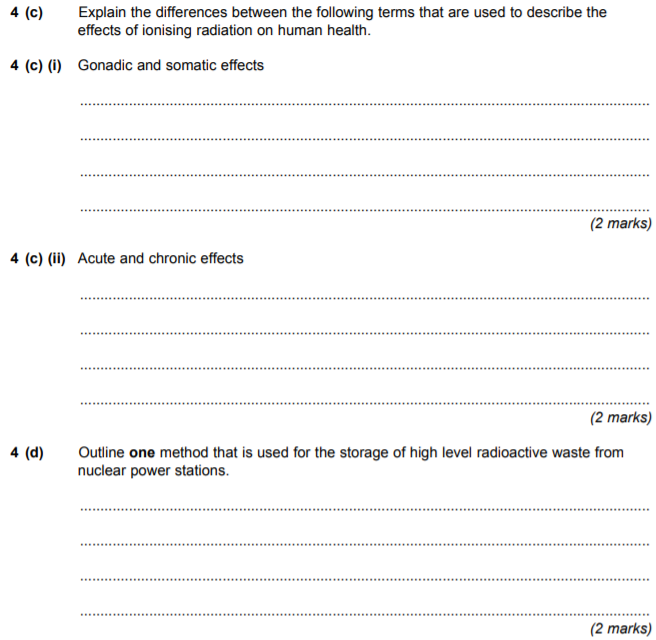 4 (c) Explain the differences between the following terms that are used to describe the
effects of ionising radiation on human health.
4 (c) (i) Gonadic and somatic effects
....................................................................................................................................
....................................................................................................................................
....................................................................................................................................
....................................................................................................................................
(2 marks)
4 (c) (ii) Acute and chronic effects
....................................................................................................................................
....................................................................................................................................
....................................................................................................................................
....................................................................................................................................
(2 marks)
4 (d) Outline one method that is used for the storage of high level radioactive waste from
nuclear power stations.
....................................................................................................................................
....................................................................................................................................
....................................................................................................................................
....................................................................................................................................
(2 marks)